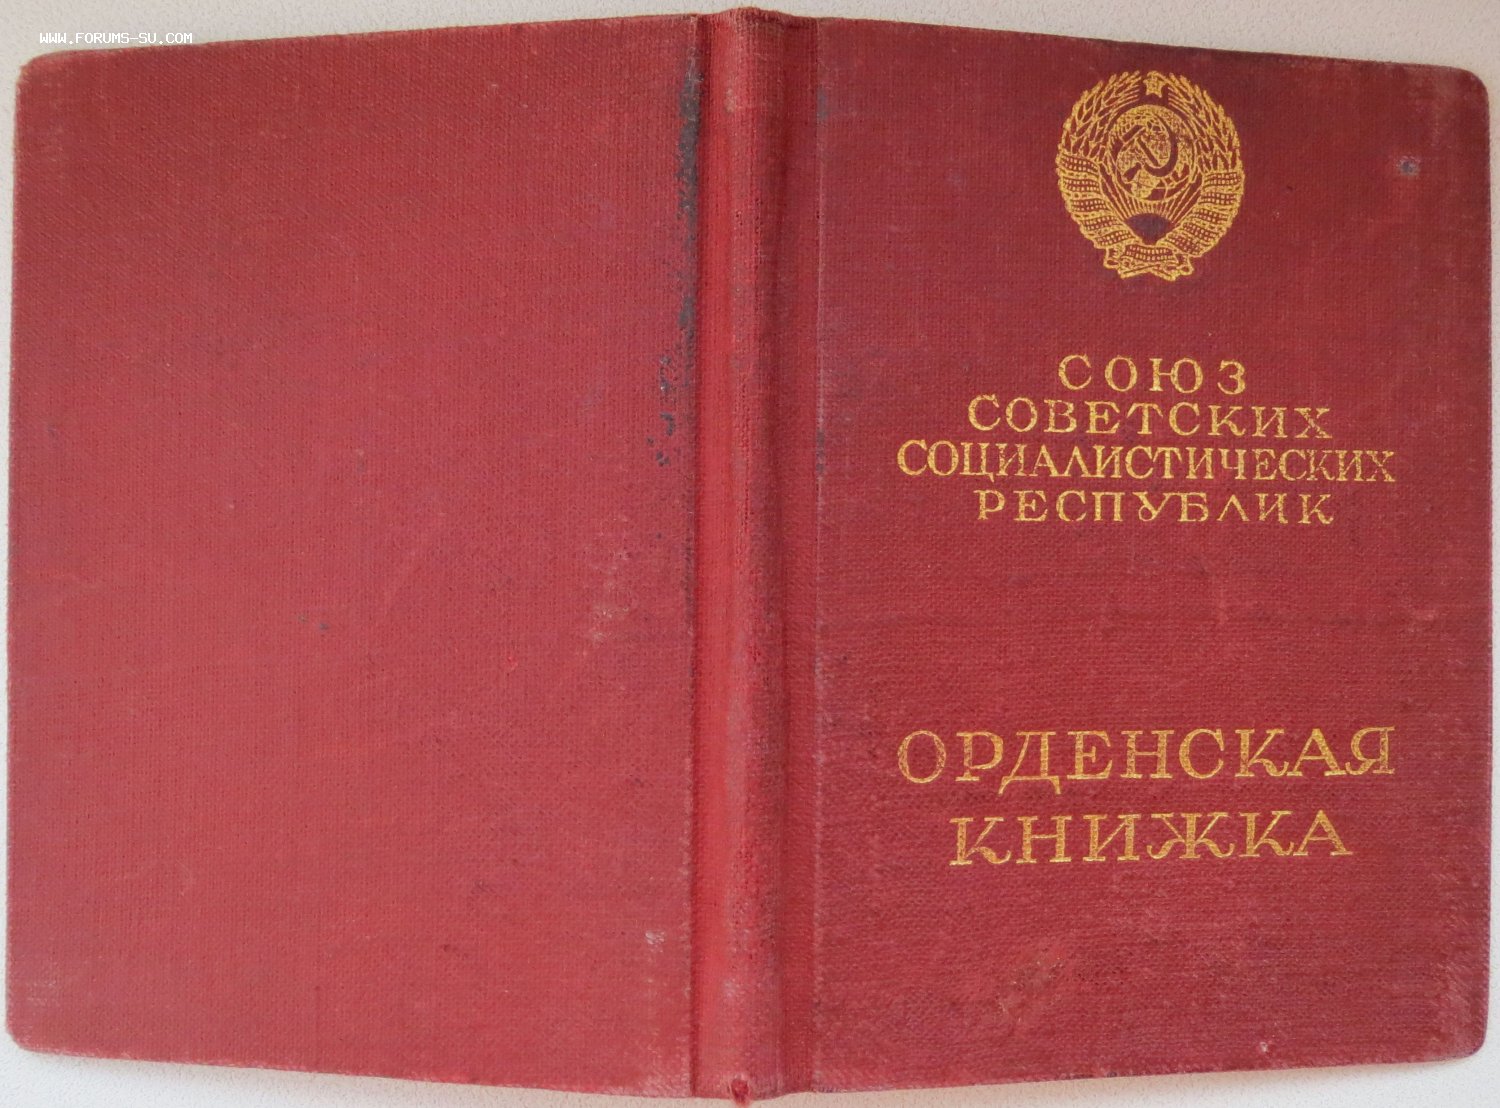 WWW.FORUMS-SU.COM
СОЮЗ
СОВЕТСКИХ
СОЦИАЛИСТИЧЕСКИХ
РЕСПУБЛИК
ОРДЕНСКАЯ
КНИЖКА